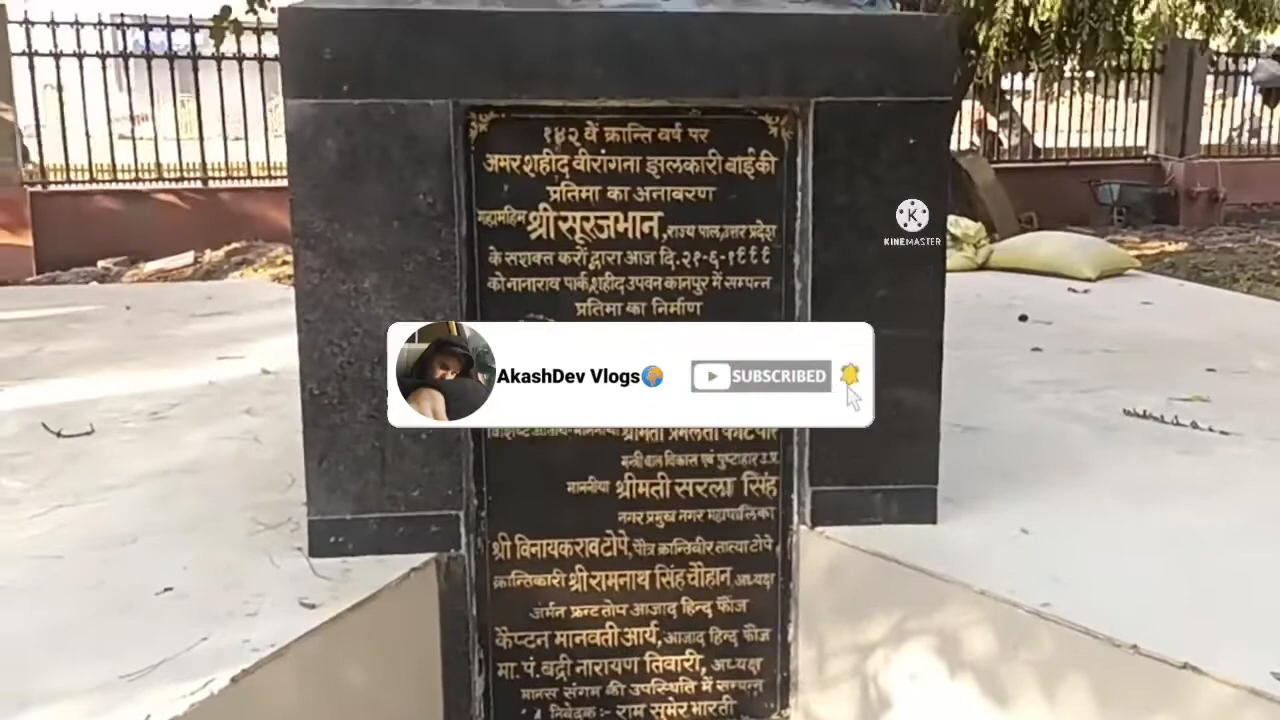 १४२ वें क्रान्ति वर्ष पर
अमर शहीद वीरांगना झलकारी बाई की
प्रतिमा का अनाबरण
महामहिम श्री सूरजभान, राज्य पाल, उत्तर प्रदेश
के सशक्त करों द्वारा आज दि. २१-६-१९९९
को नानाराव पार्क, शहीद उपवन कानपुर में सम्पन्न
प्रतिमा का निर्माण
KINEMASTER
AkashDev Vlogs
SUBSCRIBED
श्रीमती प्रेमलता कटियार
मन्त्री बाल विकास एवं पुष्टाहार उ.प्र.
माननीया श्रीमती सरला सिंह
नगर प्रमुख नगर महापालिका
श्री विनायक राव टोपे, पौत्र क्रान्तिवीर तात्या टोपे
क्रान्तिकारी श्री रामनाथ सिंह चौहान, अध्यक्ष
जर्मन फ्रन्ट तोप आजाद हिन्द फौज
कैप्टन मानवती आर्य, आजाद हिन्द फौज
मा. पं. बद्री नारायण तिवारी, अध्यक्ष
मानस संगम की उपस्थिति में सम्पन्न
निवेदक :- राम सुमेर भारती